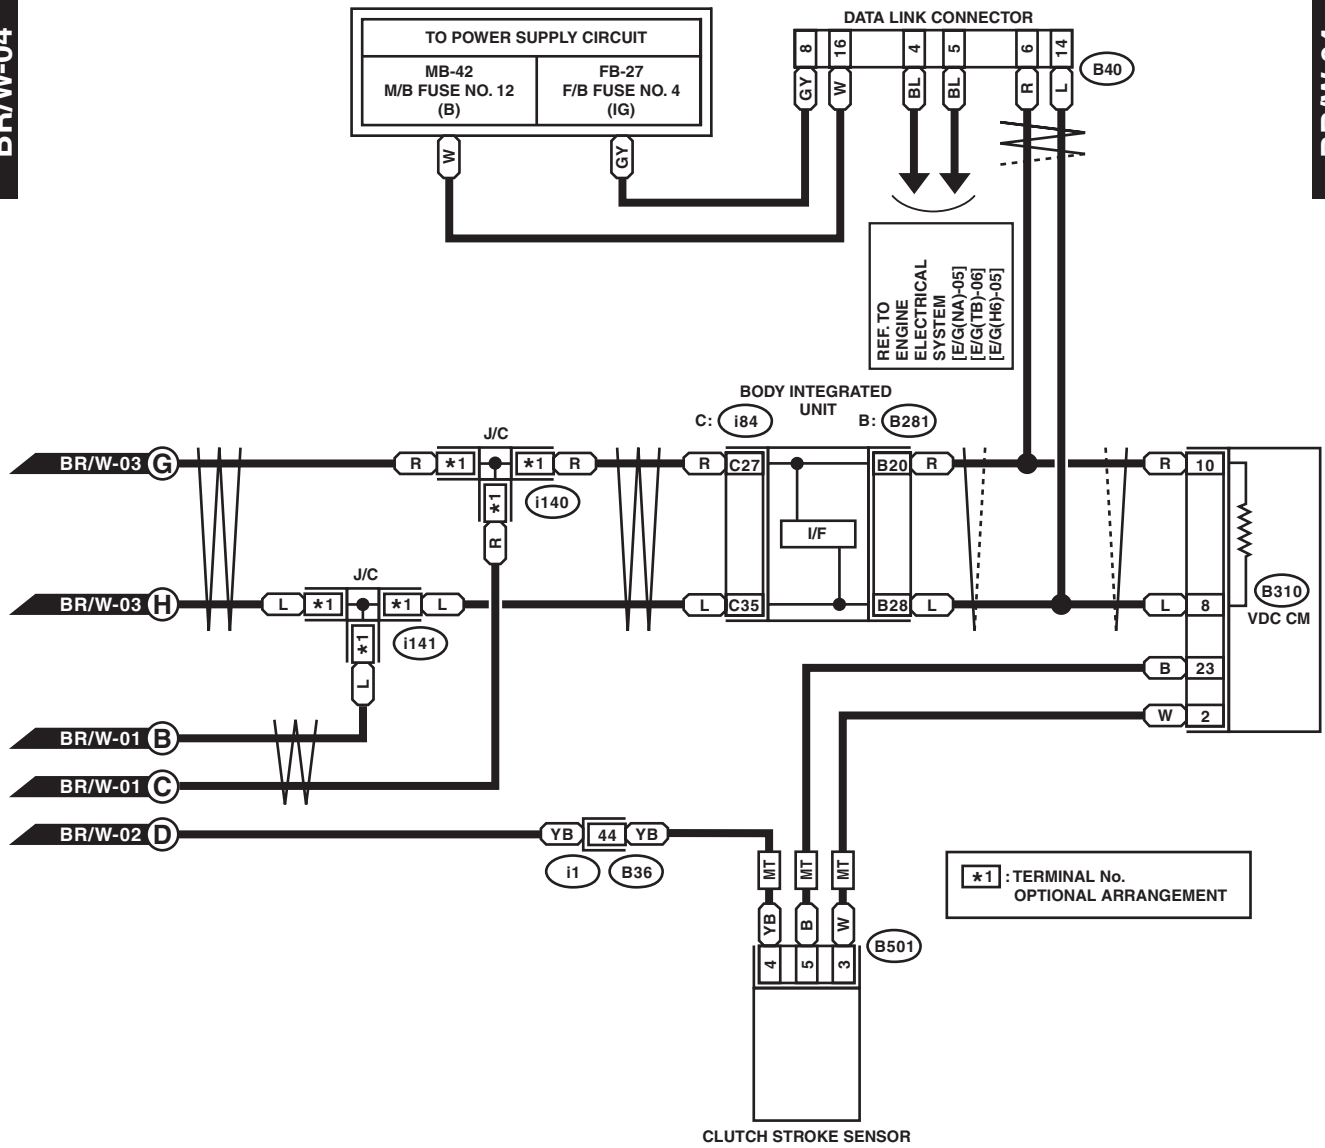 BR/W-04
TO POWER SUPPLY CIRCUIT
MB-42
M/B FUSE NO. 12
(B)
FB-27
F/B FUSE NO. 4
(IG)
W
GY
DATA LINK CONNECTOR
8 16 4 5 6 14
GY W BL BL R L
B40
REF. TO
ENGINE
ELECTRICAL
SYSTEM
[E/G(NA)-05]
[E/G(TB)-06]
[E/G(H6)-05]
BODY INTEGRATED
UNIT
C: i84
B: B281
J/C
BR/W-03 G
R *1 *1 R
R C27
B20 R
R 10
*1
i140
R
I/F
J/C
BR/W-03 H
L *1 *1 L
L C35
B28 L
L 8
B310
VDC CM
*1
i141
L
B 23
W 2
BR/W-01 B
BR/W-01 C
BR/W-02 D
YB 44 YB
i1 B36
MT MT MT
YB B W
4 5 3
B501
*1 : TERMINAL No.
OPTIONAL ARRANGEMENT
CLUTCH STROKE SENSOR